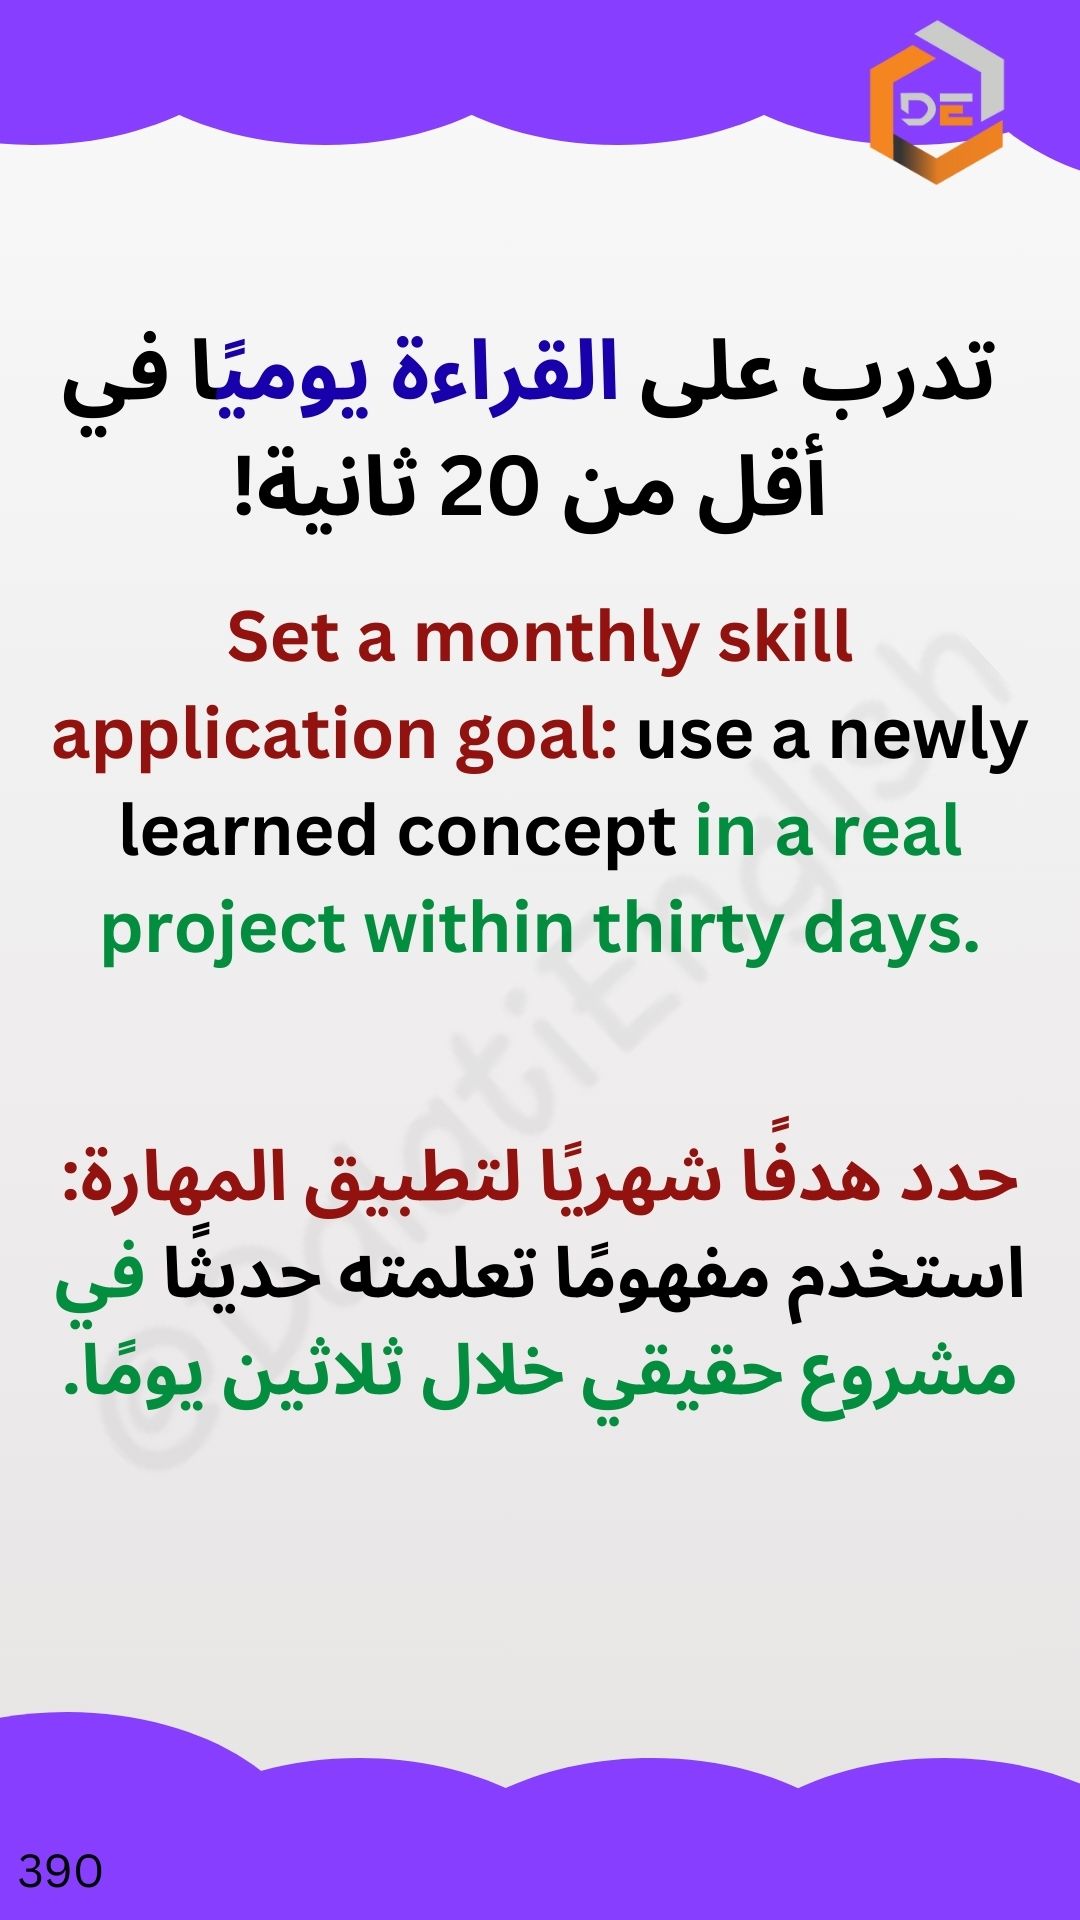 DE
تدرب على القراءة يوميًا في
أقل من 20 ثانية!
Set a monthly skill
application goal: use a newly
learned concept in a real
project within thirty days.
حدد هدفًا شهريًا لتطبيق المهارة:
استخدم مفهومًا تعلمته حديثًا في
مشروع حقيقي خلال ثلاثين يومًا.
©DalatiEnglish
390